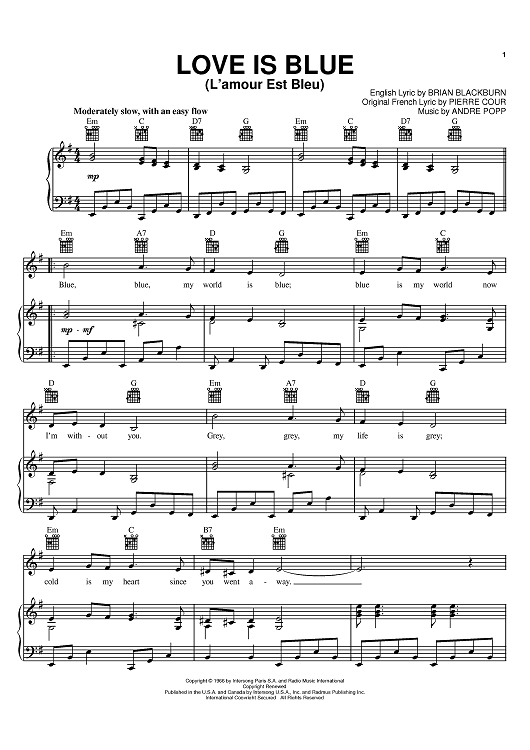 1
LOVE IS BLUE
(L'amour Est Bleu)
English Lyric by BRIAN BLACKBURN
Original French Lyric by PIERRE COUR
Music by ANDRE POPP
Moderately slow, with an easy flow
Em C D7 G Em C D7 G
mp
Em A7 D G Em C
Blue, blue, my world is blue; blue is my world now
mp - mf
D G Em A7 D G
I'm with - out you. Grey, grey, my life is grey;
Em C B7 Em
cold is my heart since you went a - way.
Copyright © 1966 by Intersong Paris S.A. and Radio Music International
Copyright Renewed
Published in the U.S.A. and Canada by Intersong U.S.A., Inc. and Radmus Publishing Inc.
International Copyright Secured All Rights Reserved